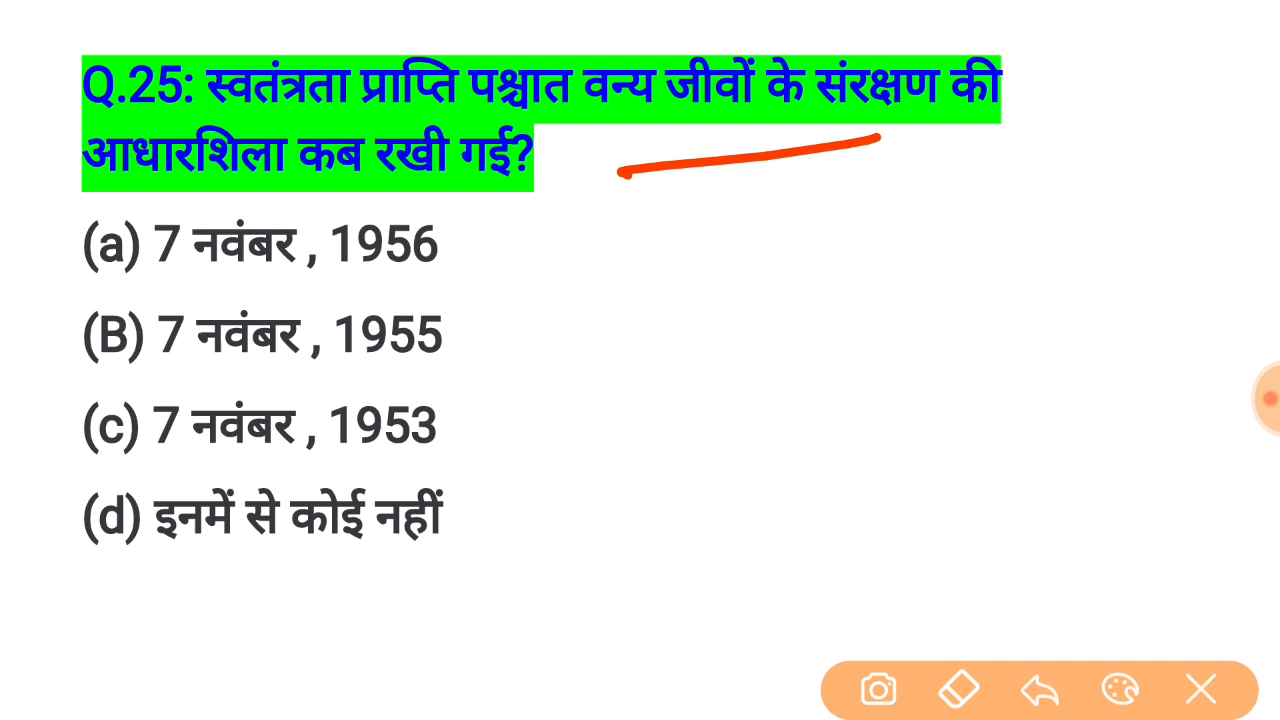 Q.25: स्वतंत्रता प्राप्ति पश्चात वन्य जीवों के संरक्षण की
आधारशिला कब रखी गई?
(a) 7 नवंबर , 1956
(B) 7 नवंबर , 1955
(c) 7 नवंबर , 1953
(d) इनमें से कोई नहीं